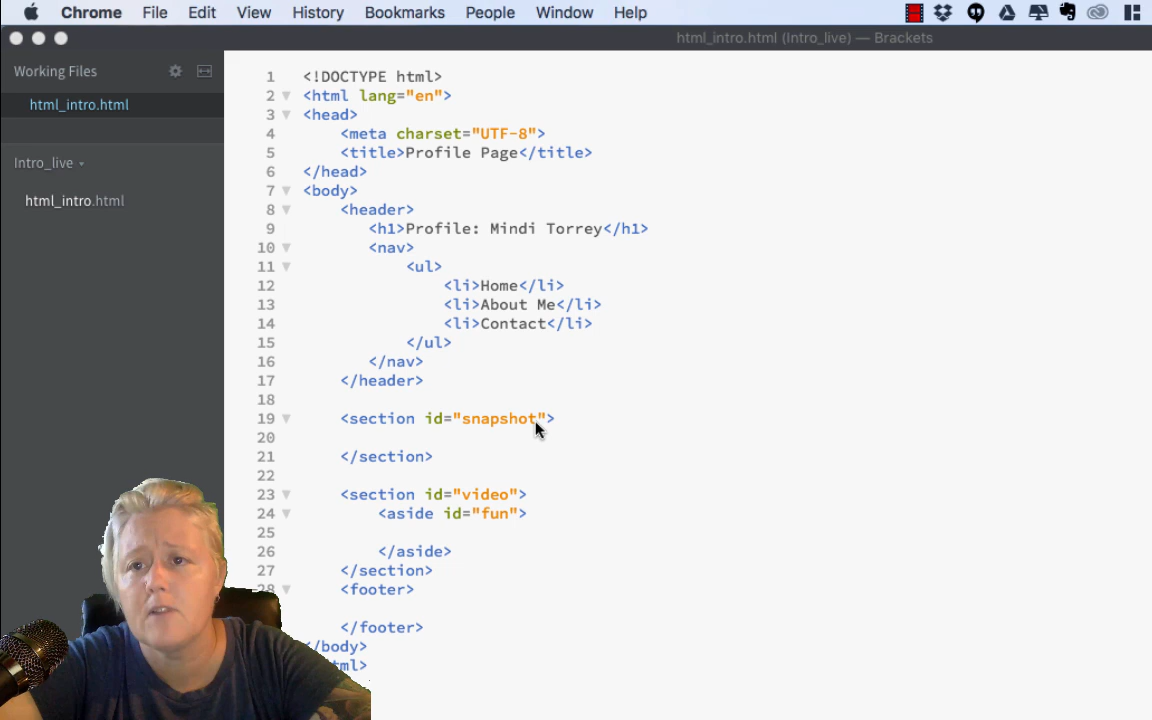 Chrome File Edit View History Bookmarks People Window Help
html_intro.html (Intro_live) — Brackets
Working Files
html_intro.html
Intro_live
html_intro.html
1 <!DOCTYPE html>
2 <html lang="en">
3 <head>
4 <meta charset="UTF-8">
5 <title>Profile Page</title>
6 </head>
7 <body>
8 <header>
9 <h1>Profile: Mindi Torrey</h1>
10 <nav>
11 <ul>
12 <li>Home</li>
13 <li>About Me</li>
14 <li>Contact</li>
15 </ul>
16 </nav>
17 </header>
18
19 <section id="snapshot">
20
21 </section>
22
23 <section id="video">
24 <aside id="fun">
25
26 </aside>
27 </section>
28 <footer>
</footer>
/body>
html>